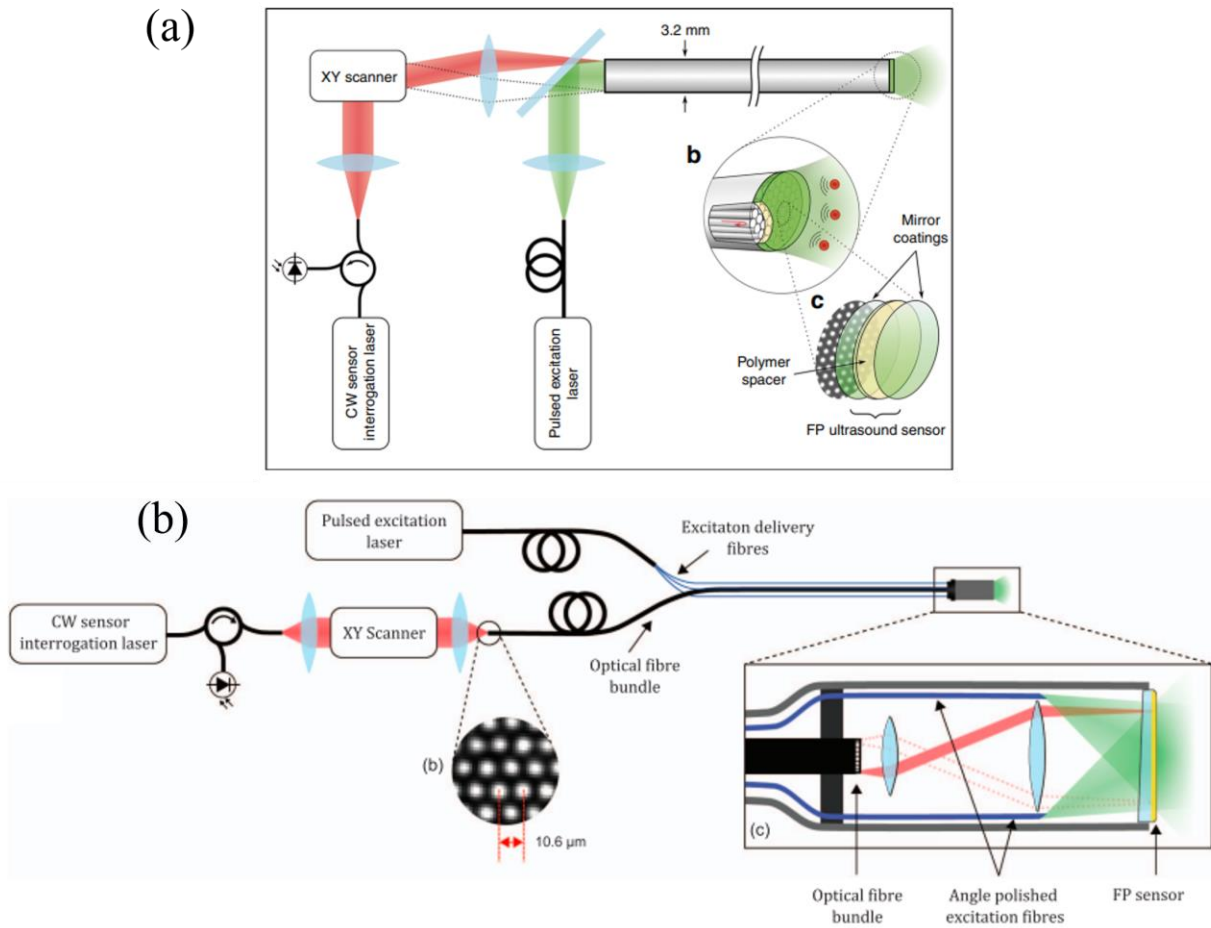 (a)
3.2 mm
XY scanner
b
Mirror
coatings
c
Polymer
spacer
FP ultrasound sensor
CW sensor
interrogation laser
Pulsed excitation
laser
(b)
Pulsed excitation
laser
Excitaton delivery
fibres
CW sensor
interrogation laser
XY Scanner
Optical fibre
bundle
(b)
10.6 µm
(c)
Optical fibre
bundle
Angle polished
excitation fibres
FP sensor